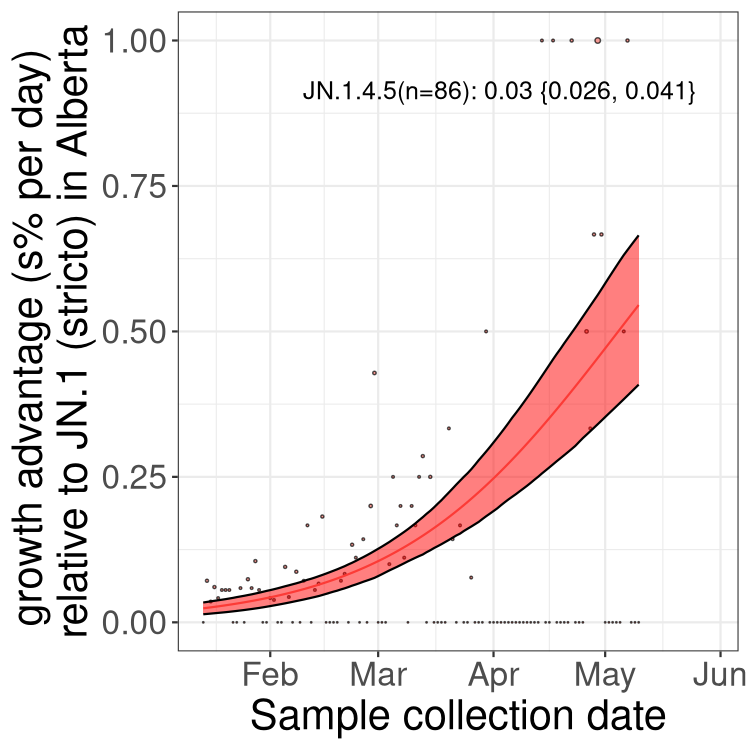 growth advantage (s% per day)
relative to JN.1 (stricto) in Alberta
1.00
0.75
0.50
0.25
0.00
JN.1.4.5(n=86): 0.03 {0.026, 0.041}
Feb Mar Apr May Jun
Sample collection date